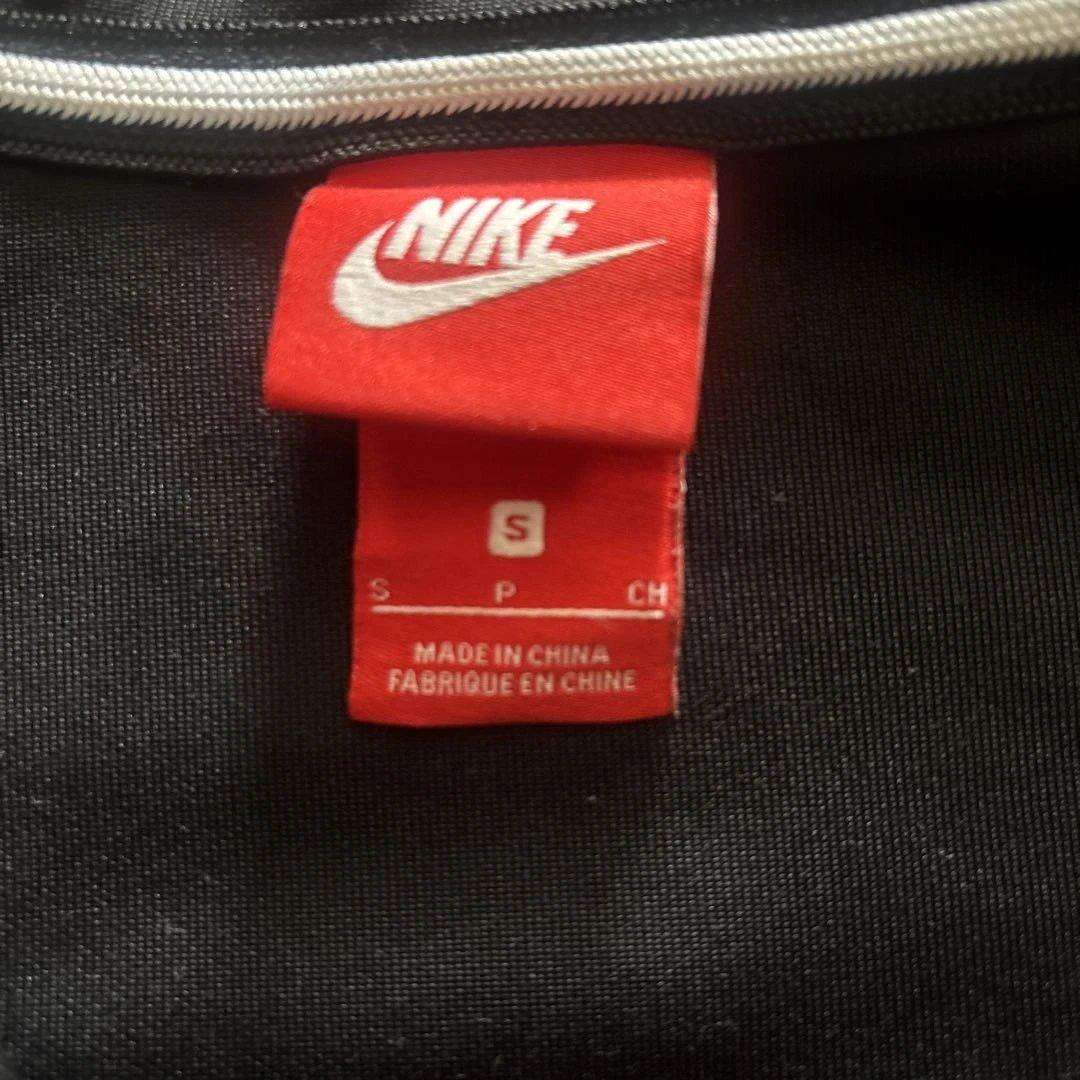 NIKE
S
S P CH
MADE IN CHINA
FABRIQUE EN CHINE